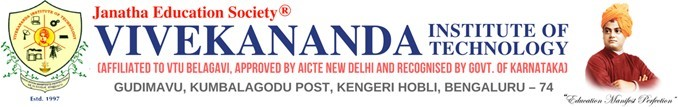 Janatha Education Society®
VIVEKANANDA INSTITUTE OF TECHNOLOGY
(AFFILIATED TO VTU BELAGAVI, APPROVED BY AICTE NEW DELHI AND RECOGNISED BY GOVT. OF KARNATAKA)
GUDIMAVU, KUMBALAGODU POST, KENGERI HOBLI, BENGALURU – 74
Estd. 1997
"Education Manifest Perfection"